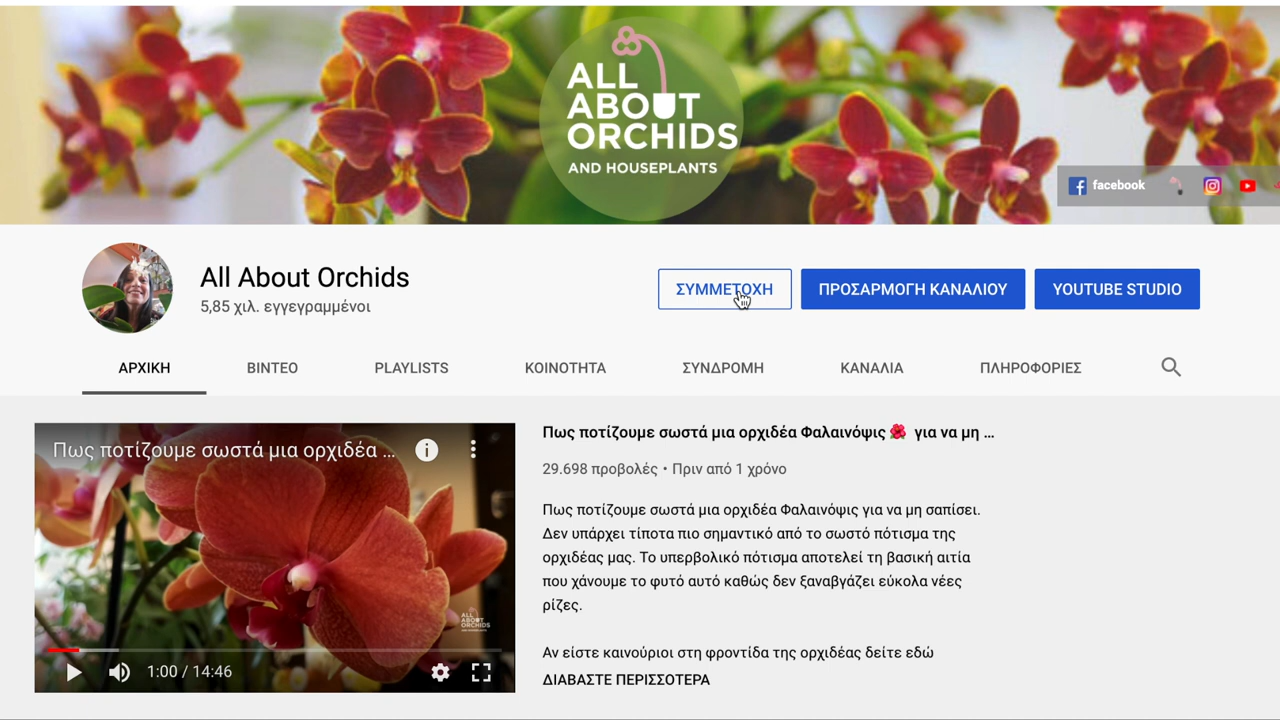 ALL
ABOUT
ORCHIDS
AND HOUSEPLANTS
facebook
All About Orchids
5,85 χιλ. εγγεγραμμένοι
ΣΥΜΜΕΤΟΧΗ
ΠΡΟΣΑΡΜΟΓΗ ΚΑΝΑΛΙΟΥ
YOUTUBE STUDIO
ΑΡΧΙΚΗ
ΒΙΝΤΕΟ
PLAYLISTS
ΚΟΙΝΟΤΗΤΑ
ΣΥΝΔΡΟΜΗ
ΚΑΝΑΛΙΑ
ΠΛΗΡΟΦΟΡΙΕΣ
Πως ποτίζουμε σωστά μια ορχιδέα ...
ALL
ABOUT
ORCHIDS
1:00 / 14:46
Πως ποτίζουμε σωστά μια ορχιδέα Φαλαινόψις🌺 για να μη ...
29.698 προβολές • Πριν από 1 χρόνο
Πως ποτίζουμε σωστά μια ορχιδέα Φαλαινόψις για να μη σαπίσει.
Δεν υπάρχει τίποτα πιο σημαντικό από το σωστό πότισμα της
ορχιδέας μας. Το υπερβολικό πότισμα αποτελεί τη βασική αιτία
που χάνουμε το φυτό αυτό καθώς δεν ξαναβγάζει εύκολα νέες
ρίζες.
Αν είστε καινούριοι στη φροντίδα της ορχιδέας δείτε εδώ
ΔΙΑΒΑΣΤΕ ΠΕΡΙΣΣΟΤΕΡΑ